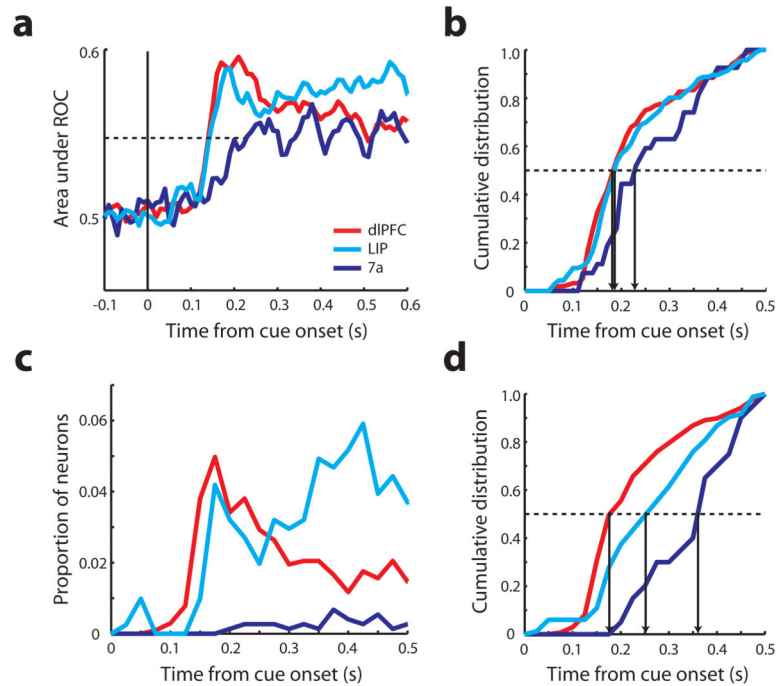 a
Area under ROC
0.6
0.5
-0.1 0 0.1 0.2 0.3 0.4 0.5 0.6
Time from cue onset (s)
dlPFC
LIP
7a
b
Cumulative distribution
1.0
0.8
0.6
0.4
0.2
0
0 0.1 0.2 0.3 0.4 0.5
Time from cue onset (s)
c
Proportion of neurons
0.06
0.04
0.02
0
0 0.1 0.2 0.3 0.4 0.5
Time from cue onset (s)
d
Cumulative distribution
1.0
0.8
0.6
0.4
0.2
0
0 0.1 0.2 0.3 0.4 0.5
Time from cue onset (s)